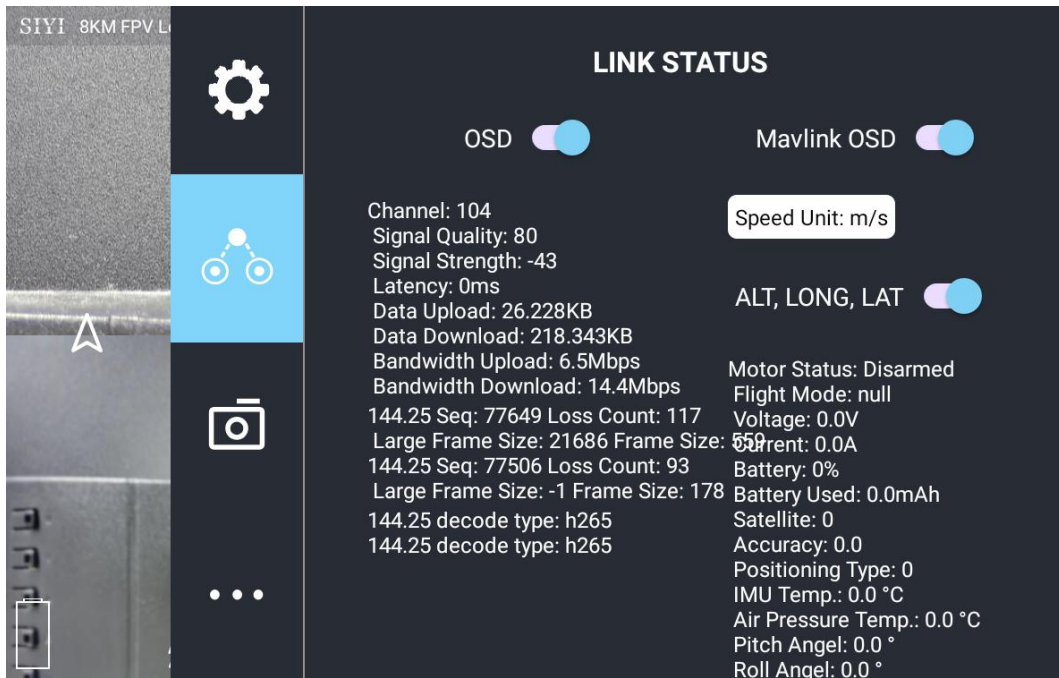 SIYI 8KM FPV L
LINK STATUS
OSD
Mavlink OSD
Channel: 104
Signal Quality: 80
Signal Strength: -43
Latency: 0ms
Data Upload: 26.228KB
Data Download: 218.343KB
Bandwidth Upload: 6.5Mbps
Bandwidth Download: 14.4Mbps
144.25 Seq: 77649 Loss Count: 117
Large Frame Size: 21686 Frame Size: 559
144.25 Seq: 77506 Loss Count: 93
Large Frame Size: -1 Frame Size: 178
144.25 decode type: h265
144.25 decode type: h265
Speed Unit: m/s
ALT, LONG, LAT
Motor Status: Disarmed
Flight Mode: null
Voltage: 0.0V
Current: 0.0A
Battery: 0%
Battery Used: 0.0mAh
Satellite: 0
Accuracy: 0.0
Positioning Type: 0
IMU Temp.: 0.0 °C
Air Pressure Temp.: 0.0 °C
Pitch Angel: 0.0 °
Roll Angel: 0.0 °